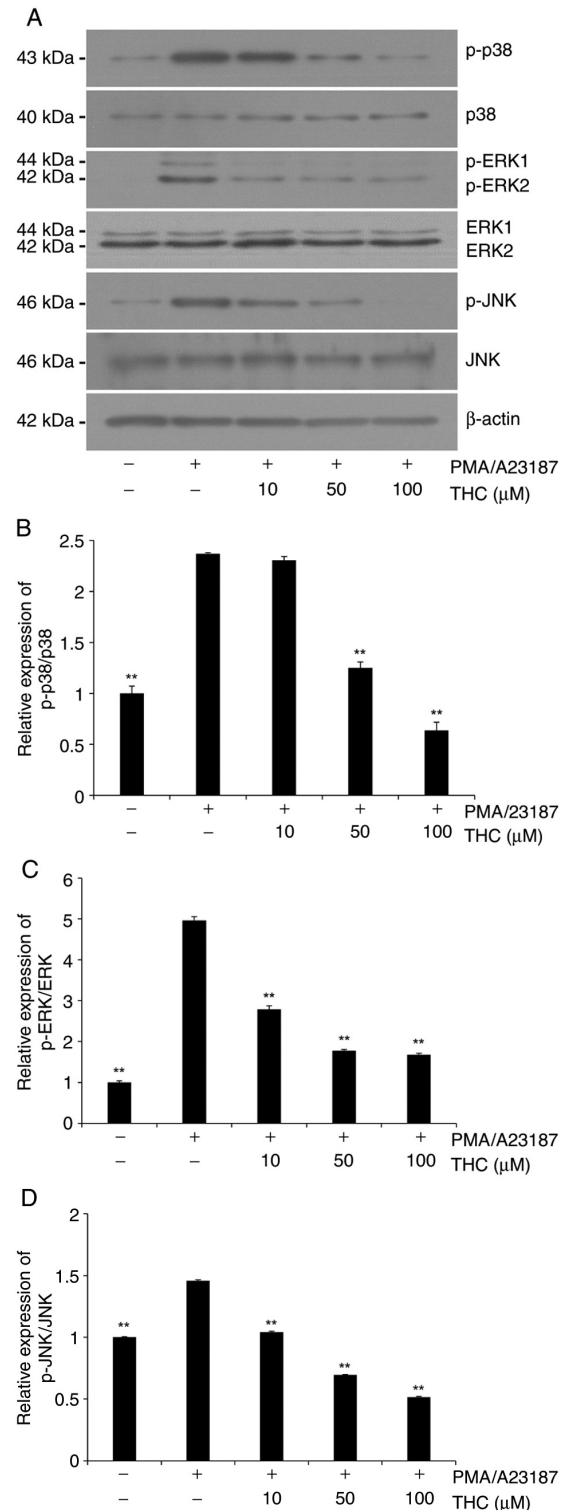 A
43 kDa - p-p38
40 kDa - p38
44 kDa - p-ERK1
42 kDa - p-ERK2
44 kDa - ERK1
42 kDa - ERK2
46 kDa - p-JNK
46 kDa - JNK
42 kDa - β-actin
– + + + + PMA/A23187
– – 10 50 100 THC (μM)
B
Relative expression of
p-p38/p38
2.5
2
1.5
1
0.5
0
** ** **
– + + + + PMA/23187
– – 10 50 100 THC (μM)
C
Relative expression of
p-ERK/ERK
6
5
4
3
2
1
0
** ** ** **
– + + + + PMA/A23187
– – 10 50 100 THC (μM)
D
Relative expression of
p-JNK/JNK
2
1.5
1
0.5
0
** ** ** **
– + + + + PMA/A23187
– – 10 50 100 THC (μM)